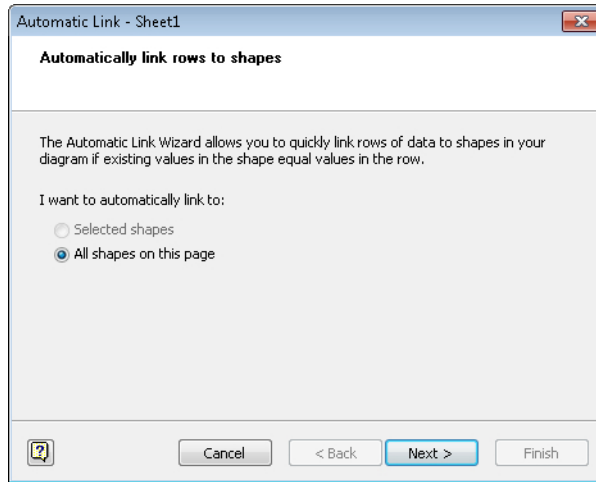 Automatic Link - Sheet1
Automatically link rows to shapes
The Automatic Link Wizard allows you to quickly link rows of data to shapes in your
diagram if existing values in the shape equal values in the row.
I want to automatically link to:
Selected shapes
All shapes on this page
Cancel < Back Next > Finish